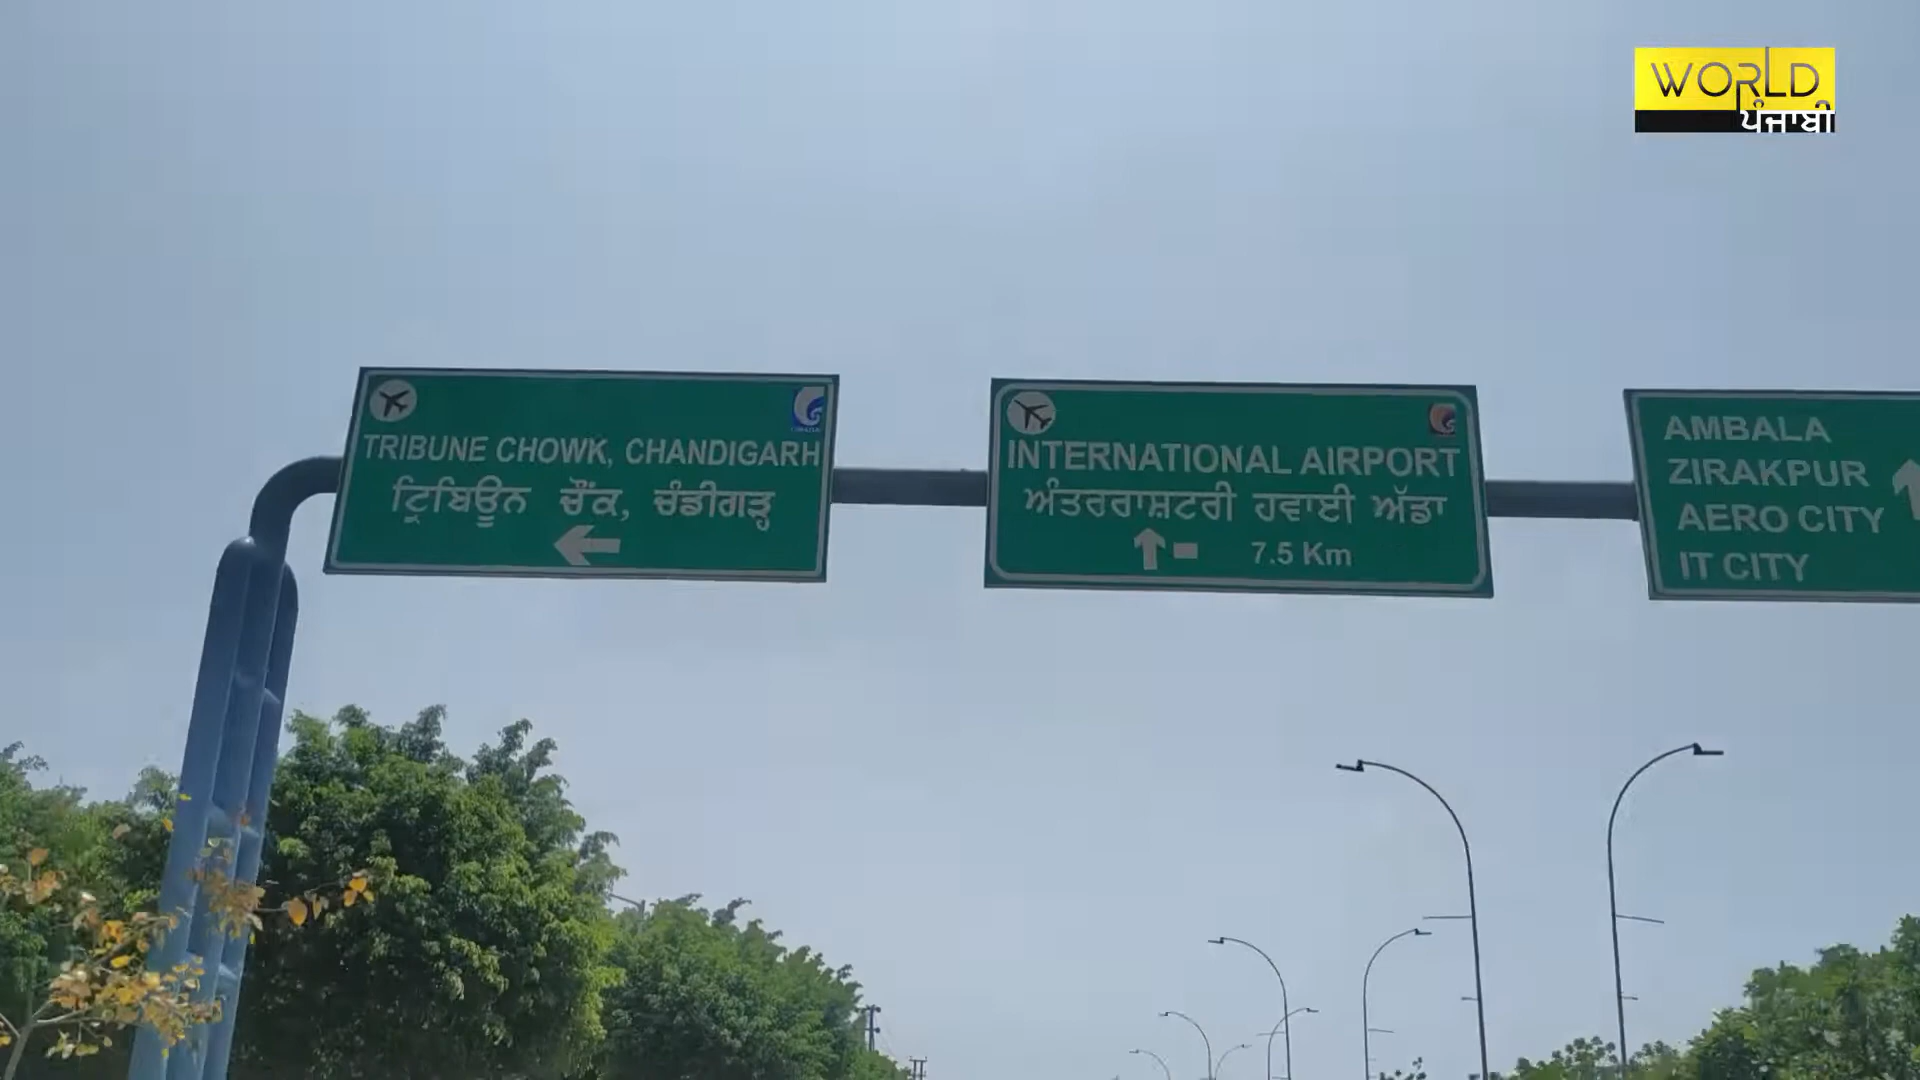 WORLD
ਪੰਜਾਬੀ
TRIBUNE CHOWK, CHANDIGARH
ਟ੍ਰਿਬਿਊਨ ਚੌਂਕ, ਚੰਡੀਗੜ੍ਹ
INTERNATIONAL AIRPORT
ਅੰਤਰਰਾਸ਼ਟਰੀ ਹਵਾਈ ਅੱਡਾ
7.5 Km
AMBALA
ZIRAKPUR
AERO CITY
IT CITY